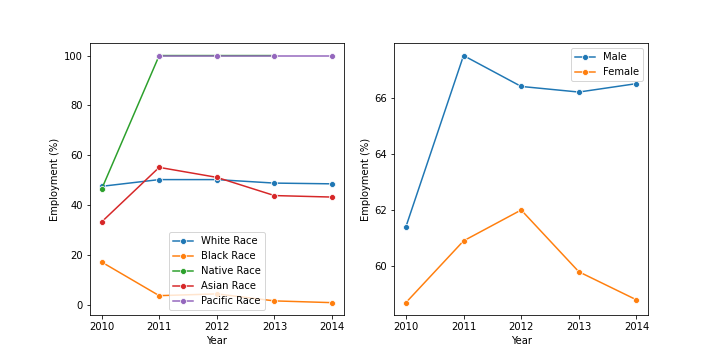 Employment (%)
100
80
60
40
20
0
White Race
Black Race
Native Race
Asian Race
Pacific Race
2010 2011 2012 2013 2014
Year
Employment (%)
66
64
62
60
Male
Female
2010 2011 2012 2013 2014
Year